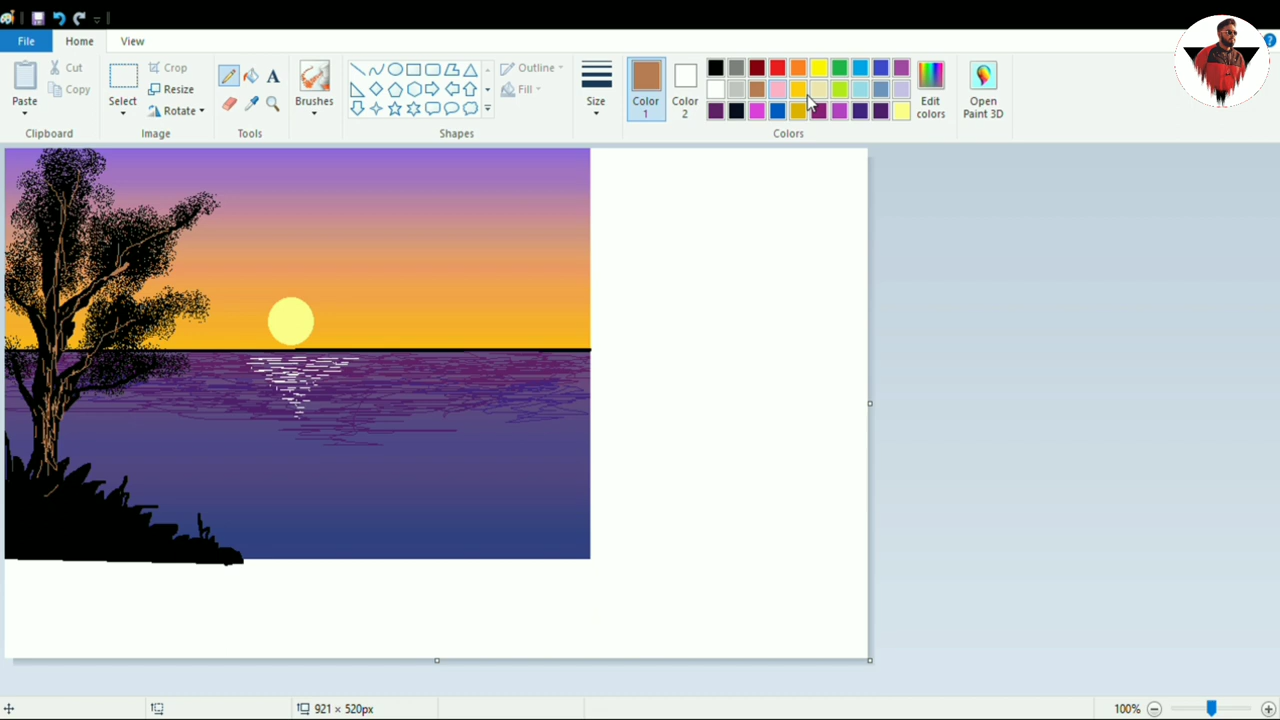 File Home View
Paste
Cut
Copy
Clipboard
Select
Crop
Resize
Rotate
Image
A
Tools
Brushes
Shapes
Outline
Fill
Size
Color
1
Color
2
Colors
Edit
colors
Open
Paint 3D
?
921 × 520px
100%